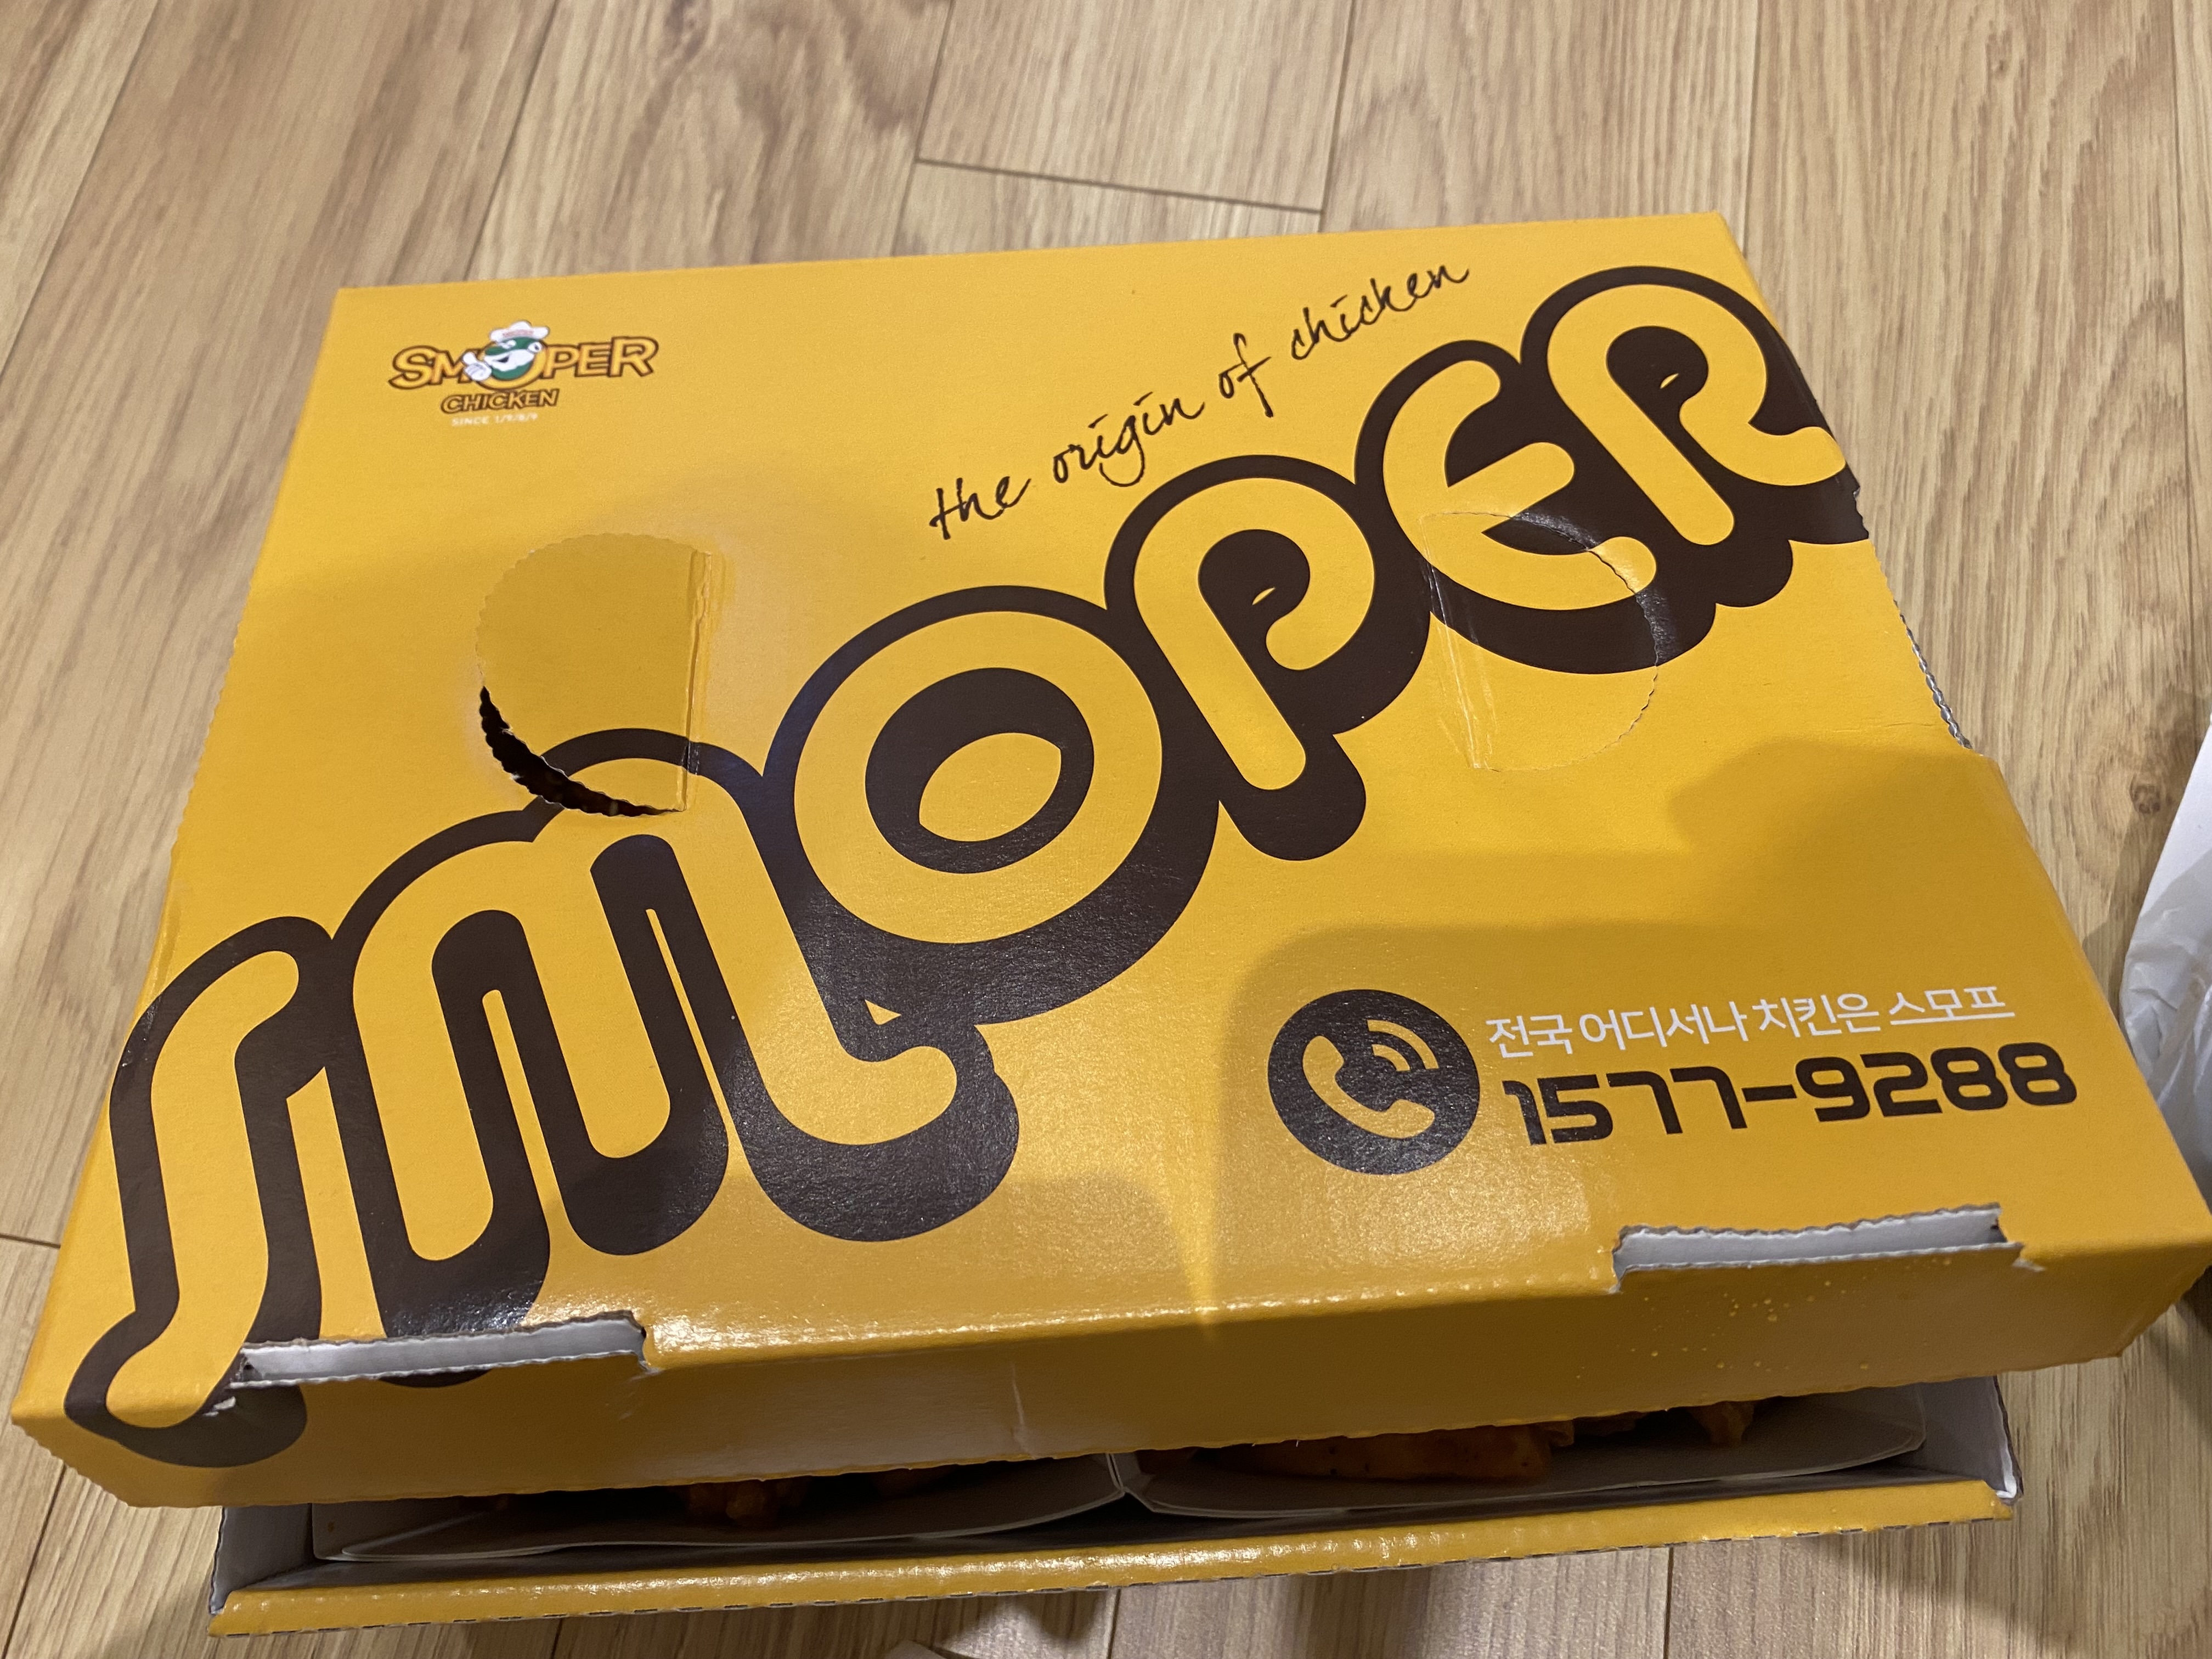 SMOPER
CHICKEN
the origin of chicken
SMOPER
전국 어디서나 치킨은 스모프
1577-9288